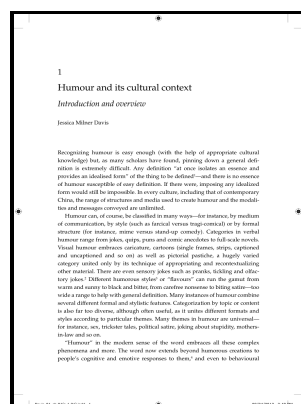 1
Humour and its cultural context
Introduction and overview
Jessica Milner Davis
Recognizing humour is easy enough (with the help of appropriate cultural
knowledge) but, as many scholars have found, pinning down a general defi-
nition is extremely difficult. Any definition “at once isolates an essence and
provides an idealised form” of the thing to be defined¹—and there is no essence
of humour susceptible of easy definition. If there were, imposing any idealized
form would still be impossible. In every culture, including that of contemporary
China, the range of structures and media used to create humour and the modali-
ties and messages conveyed are unlimited.
Humour can, of course, be classified in many ways—for instance, by medium
of communication, by style (such as farcical versus tragi-comical) or by formal
structure (for instance, mime versus stand-up comedy). Categories in verbal
humour range from jokes, quips, puns and comic anecdotes to full-scale novels.
Visual humour embraces caricature, cartoons (single frames, strips, captioned
and uncaptioned and so on) as well as pictorial pastiche, a hugely varied
category united only by its technique of appropriating and recontextualizing
other material. There are even sensory jokes such as pranks, tickling and olfac-
tory jokes.² Different humorous styles³ or “flavours” can run the gamut from
warm and sunny to black and bitter, from carefree nonsense to biting satire—too
wide a range to help with general definition. Many instances of humour combine
several different formal and stylistic features. Categorization by topic or content
is also far too diverse, although often useful, as it unites different formats and
styles according to particular themes. Many themes in humour are universal—
for instance, sex, trickster tales, political satire, joking about stupidity, mothers-
in-law and so on.
“Humour” in the modern sense of the word embraces all these complex
phenomena and more. The word now extends beyond humorous creations to
people’s cognitive and emotive responses to them,⁴ and even to behavioural